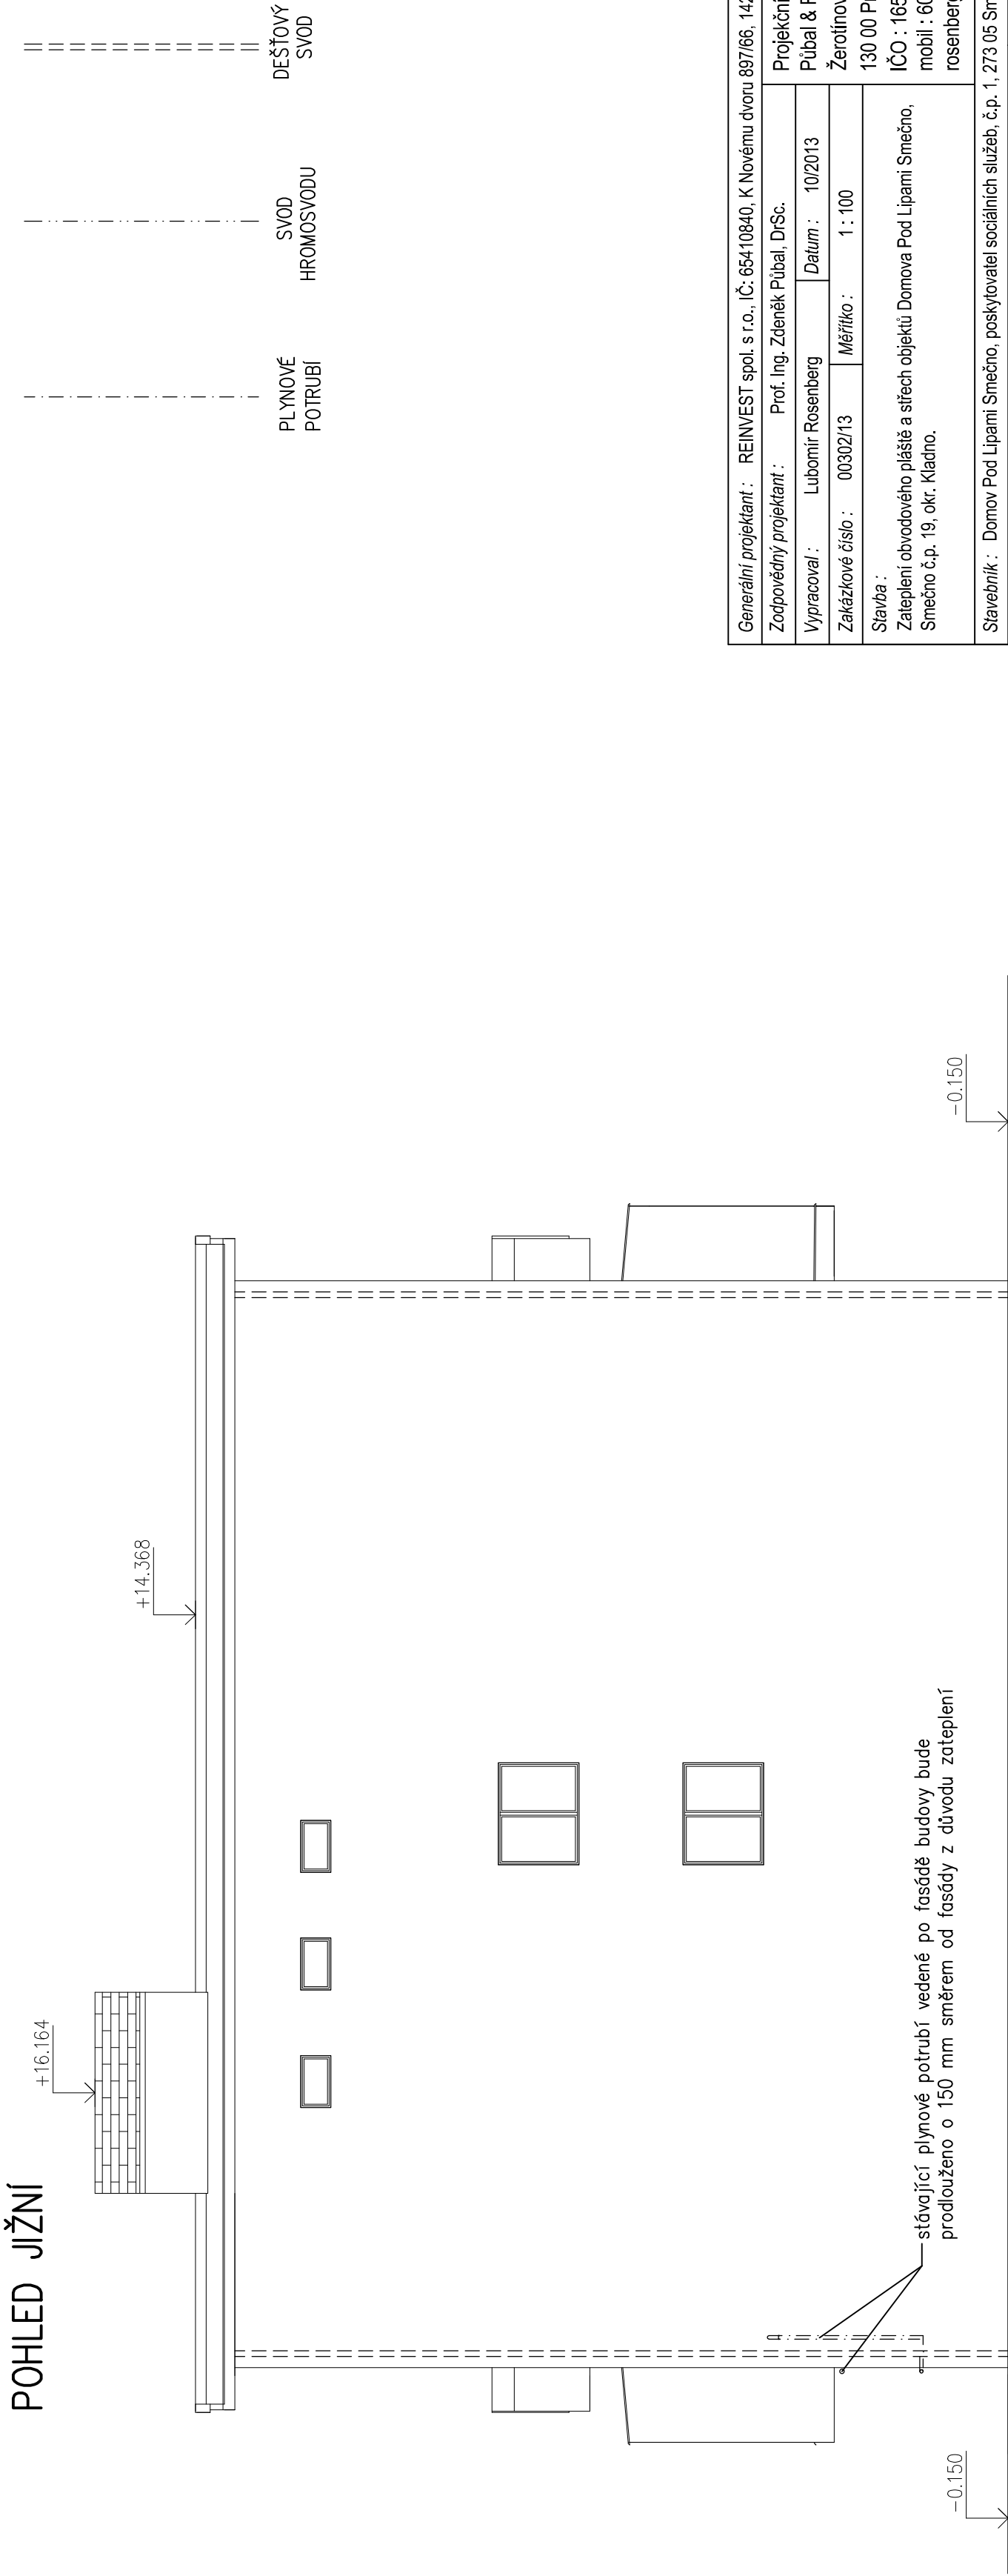 POHLED JIŽNÍ
+16.164
+14.368
-0.150
-0.150
stávající plynové potrubí vedené po fasádě budovy bude
prodlouženo o 150 mm směrem od fasády z důvodu zateplení
PLYNOVÉ
POTRUBÍ
SVOD
HROMOSVODU
DEŠŤOVÝ
SVOD
Generální projektant : REINVEST spol. s r.o., IČ: 65410840, K Novému dvoru 897/66, 142
Zodpovědný projektant : Prof. Ing. Zdeněk Půbal, DrSc.
Vypracoval : Lubomír Rosenberg Datum : 10/2013
Zakázkové číslo : 00302/13 Měřítko : 1 : 100
Stavba :
Zateplení obvodového pláště a střech objektů Domova Pod Lipami Smečno,
Smečno č.p. 19, okr. Kladno.
Projekční
Půbal & R
Žerotínov
130 00 Pr
IČO : 165
mobil : 60
rosenberg
Stavebník : Domov Pod Lipami Smečno, poskytovatel sociálních služeb, č.p. 1, 273 05 Sm